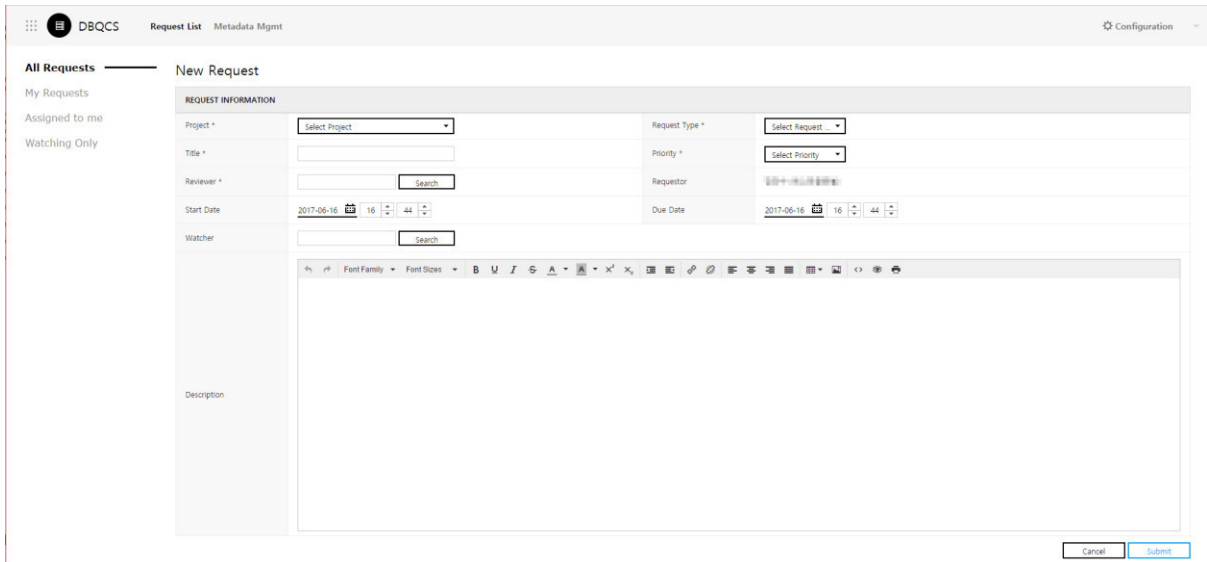 DBQCS Request List Metadata Mgmt Configuration
All Requests
My Requests
Assigned to me
Watching Only
New Request
REQUEST INFORMATION
Project * Select Project Request Type * Select Request ...
Title * Priority * Select Priority
Reviewer * Search Requestor
Start Date 2017-06-16 16 44 Due Date 2017-06-16 16 44
Watcher Search
Font Family Font Sizes B U I S A A X² X₂
Description
Cancel Submit